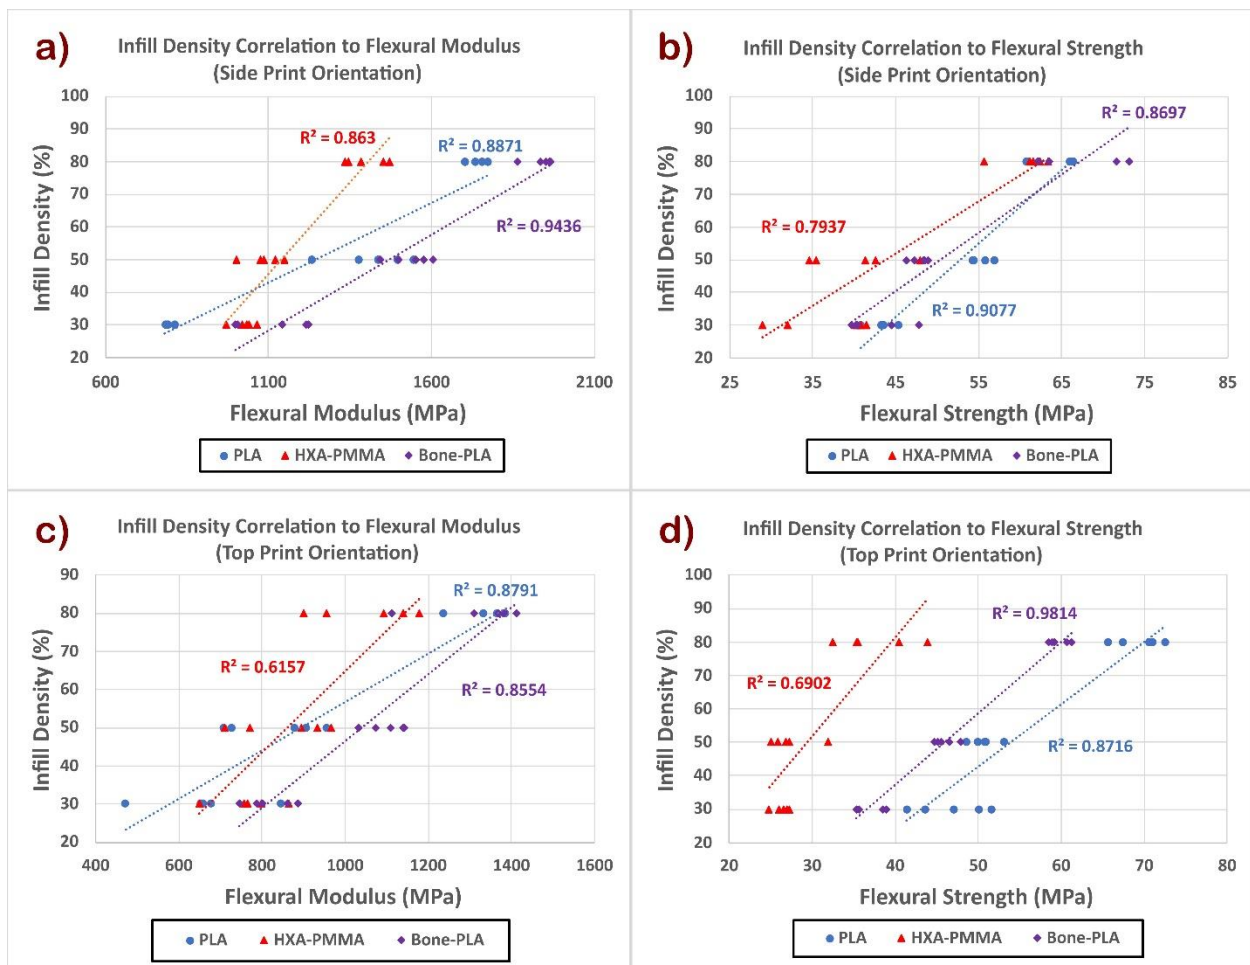 a)
Infill Density Correlation to Flexural Modulus
(Side Print Orientation)
Infill Density (%)
100
90
80
70
60
50
40
30
20
R² = 0.863
R² = 0.8871
R² = 0.9436
600 1100 1600 2100
Flexural Modulus (MPa)
PLA HXA-PMMA Bone-PLA
b)
Infill Density Correlation to Flexural Strength
(Side Print Orientation)
Infill Density (%)
100
90
80
70
60
50
40
30
20
R² = 0.8697
R² = 0.7937
R² = 0.9077
25 35 45 55 65 75 85
Flexural Strength (MPa)
PLA HXA-PMMA Bone-PLA
c)
Infill Density Correlation to Flexural Modulus
(Top Print Orientation)
Infill Density (%)
90
80
70
60
50
40
30
20
R² = 0.8791
R² = 0.6157
R² = 0.8554
400 600 800 1000 1200 1400 1600
Flexural Modulus (MPa)
PLA HXA-PMMA Bone-PLA
d)
Infill Density Correlation to Flexural Strength
(Top Print Orientation)
Infill Density (%)
100
90
80
70
60
50
40
30
20
R² = 0.9814
R² = 0.6902
R² = 0.8716
20 30 40 50 60 70 80
Flexural Strength (MPa)
PLA HXA-PMMA Bone-PLA